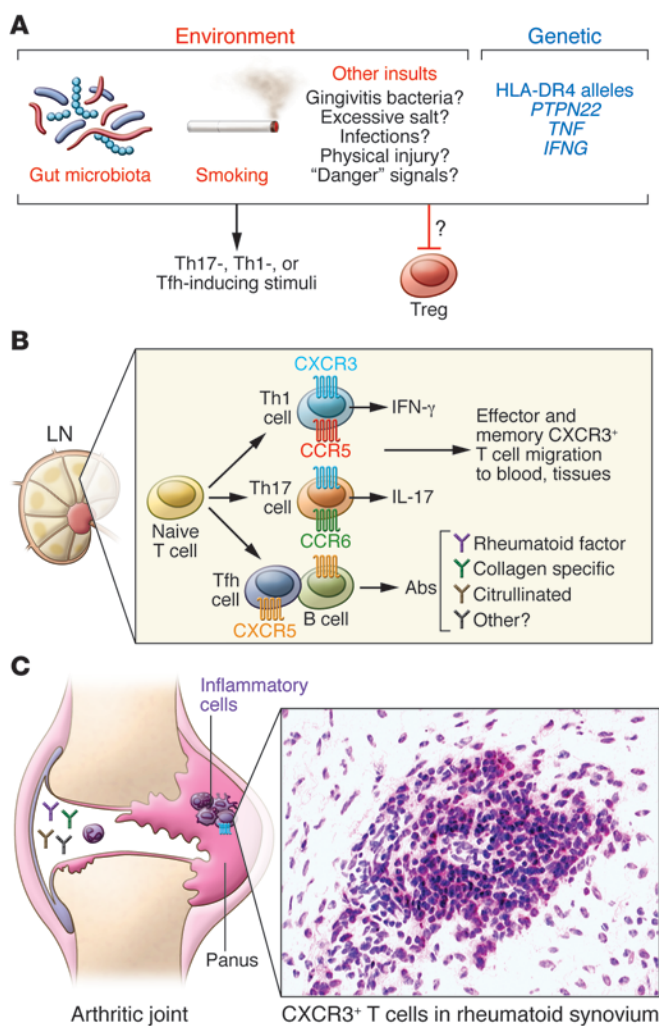 A
Environment
Genetic
Gut microbiota
Smoking
Other insults
Gingivitis bacteria?
Excessive salt?
Infections?
Physical injury?
“Danger” signals?
HLA-DR4 alleles
PTPN22
TNF
IFNG
Th17-, Th1-, or
Tfh-inducing stimuli
?
Treg
B
LN
Naive
T cell
CXCR3
Th1
cell
CCR5
IFN-γ
Th17
cell
CCR6
IL-17
Tfh
cell
CXCR5
B cell
Abs
Effector and
memory CXCR3⁺
T cell migration
to blood, tissues
Rheumatoid factor
Collagen specific
Citrullinated
Other?
C
Inflammatory
cells
Panus
Arthritic joint
CXCR3⁺ T cells in rheumatoid synovium